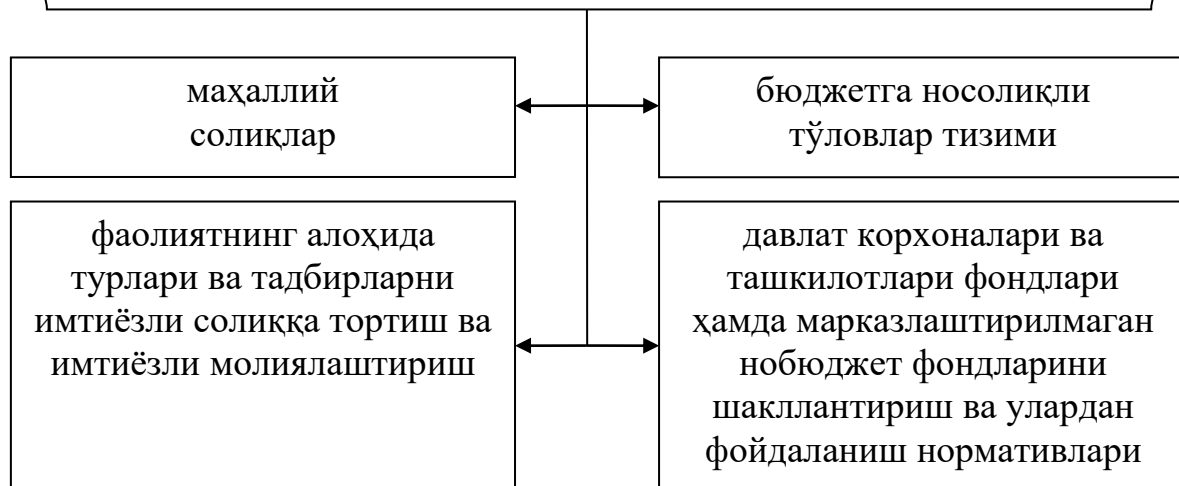 маҳаллий
солиқлар
бюджетга носолиқли
тўловлар тизими
фаолиятнинг алоҳида
турлари ва тадбирларни
имтиёзли солиққа тортиш ва
имтиёзли молиялаштириш
давлат корхоналари ва
ташкилотлари фондлари
ҳамда марказлаштирилмаган
нобюджет фондларини
шакллантириш ва улардан
фойдаланиш нормативлари